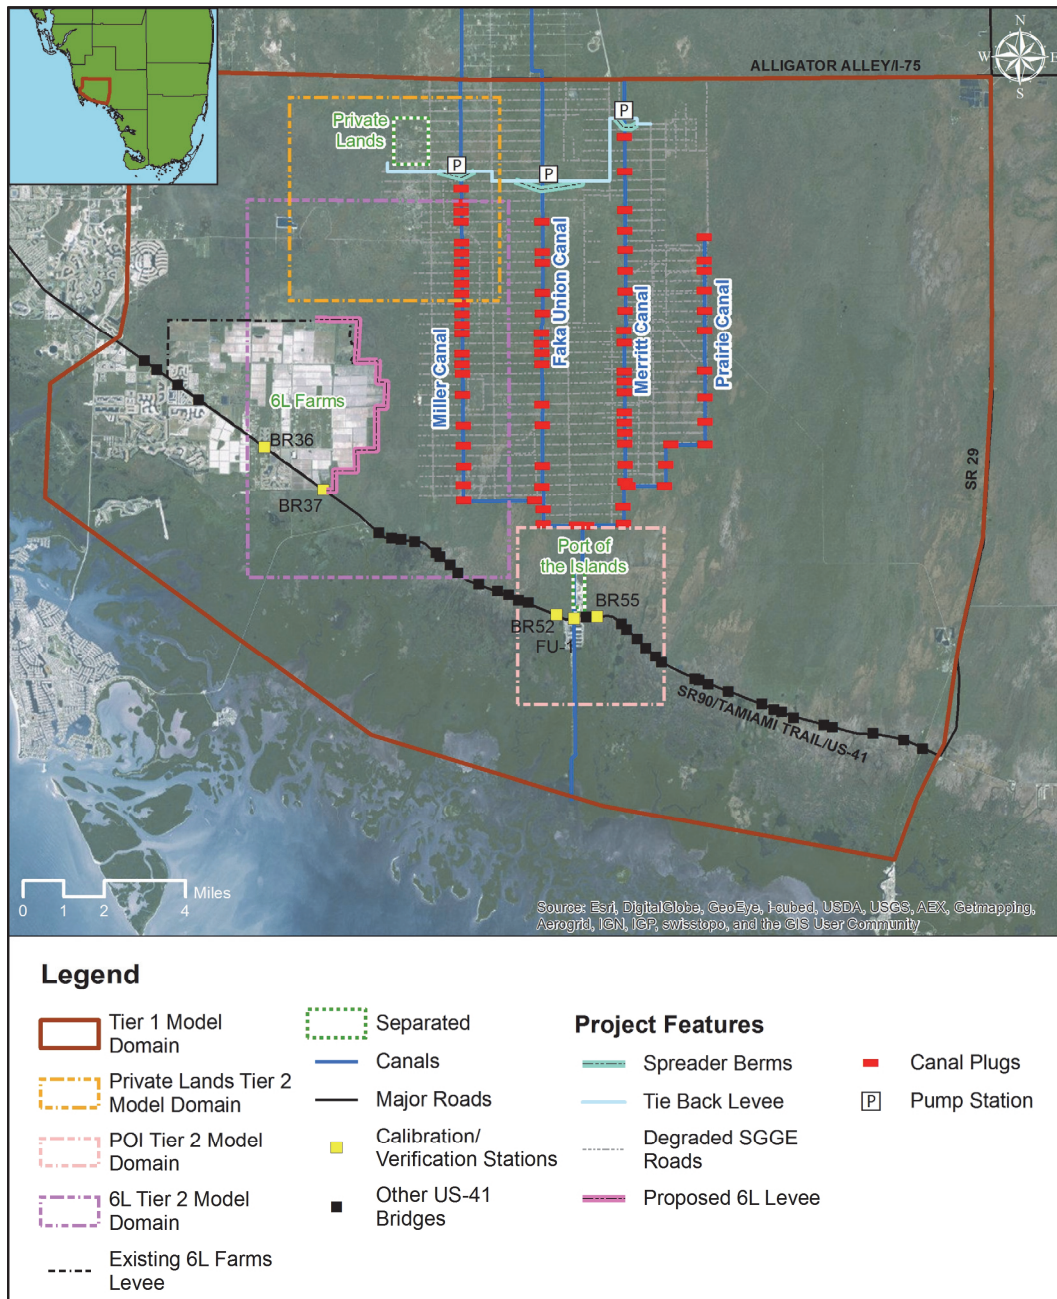 N
W
E
S
ALLIGATOR ALLEY/I-75
Private
Lands
P
P
P
Miller Canal
Faka Union Canal
Merritt Canal
Prairie Canal
6L Farms
BR36
BR37
SR 29
Port of
the Islands
BR52
BR55
FU-1
SR90/TAMIAMI TRAIL/US-41
Miles
0 1 2 4
Source: Esri, DigitalGlobe, GeoEye, i-cubed, USDA, USGS, AEX, Getmapping,
Aerogrid, IGN, IGP, swisstopo, and the GIS User Community
Legend
Tier 1 Model
Domain
Private Lands Tier 2
Model Domain
POI Tier 2 Model
Domain
6L Tier 2 Model
Domain
Existing 6L Farms
Levee
Separated
Canals
Major Roads
Calibration/
Verification Stations
Other US-41
Bridges
Project Features
Spreader Berms
Tie Back Levee
Degraded SGGE
Roads
Proposed 6L Levee
Canal Plugs
P Pump Station